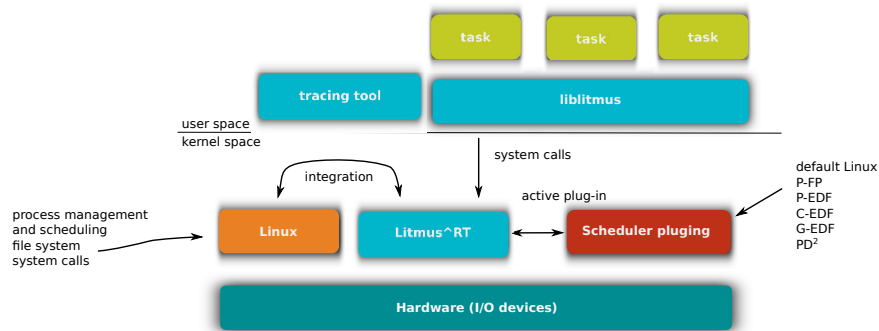 task
task
task
tracing tool
liblitmus
user space
kernel space
system calls
integration
active plug-in
default Linux
P-FP
P-EDF
C-EDF
G-EDF
PD²
process management
and scheduling
file system
system calls
Linux
Litmus^RT
Scheduler pluging
Hardware (I/O devices)